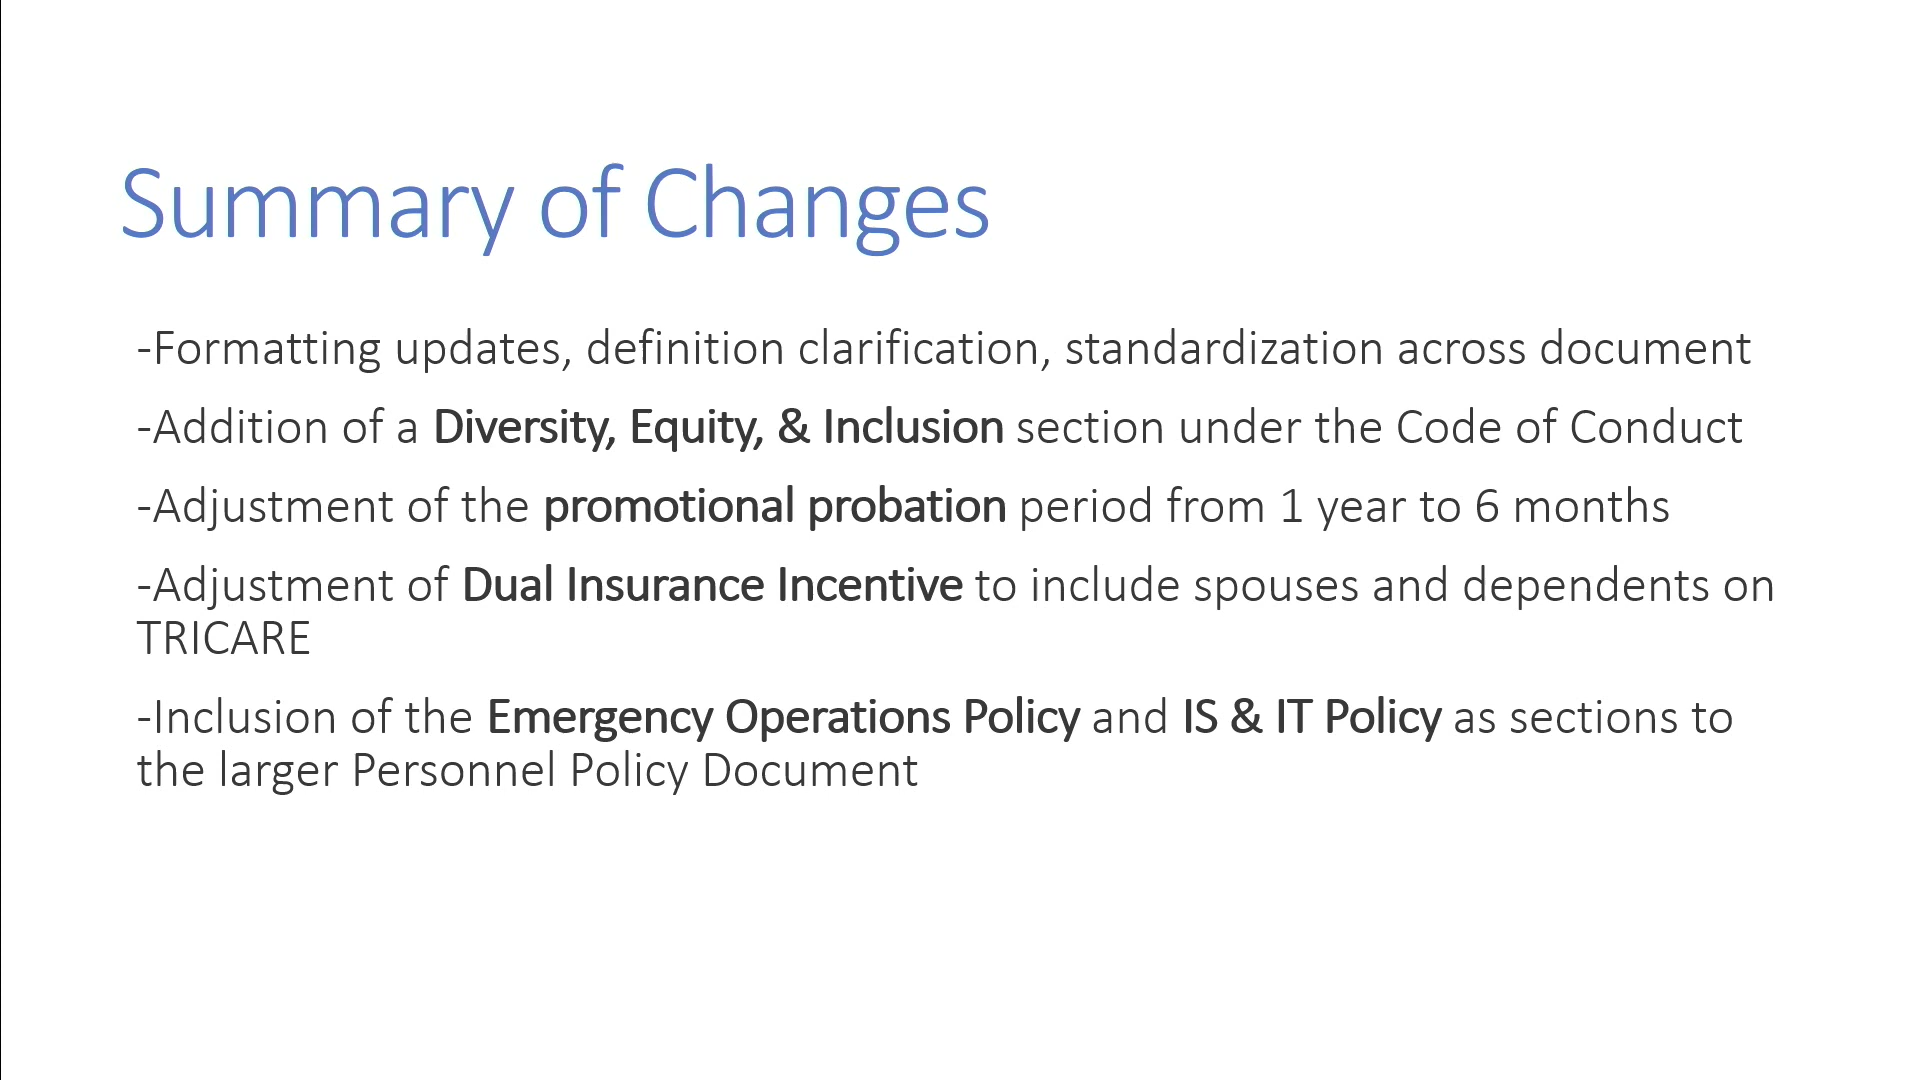 Summary of Changes
-Formatting updates, definition clarification, standardization across document
-Addition of a Diversity, Equity, & Inclusion section under the Code of Conduct
-Adjustment of the promotional probation period from 1 year to 6 months
-Adjustment of Dual Insurance Incentive to include spouses and dependents on
TRICARE
-Inclusion of the Emergency Operations Policy and IS & IT Policy as sections to
the larger Personnel Policy Document